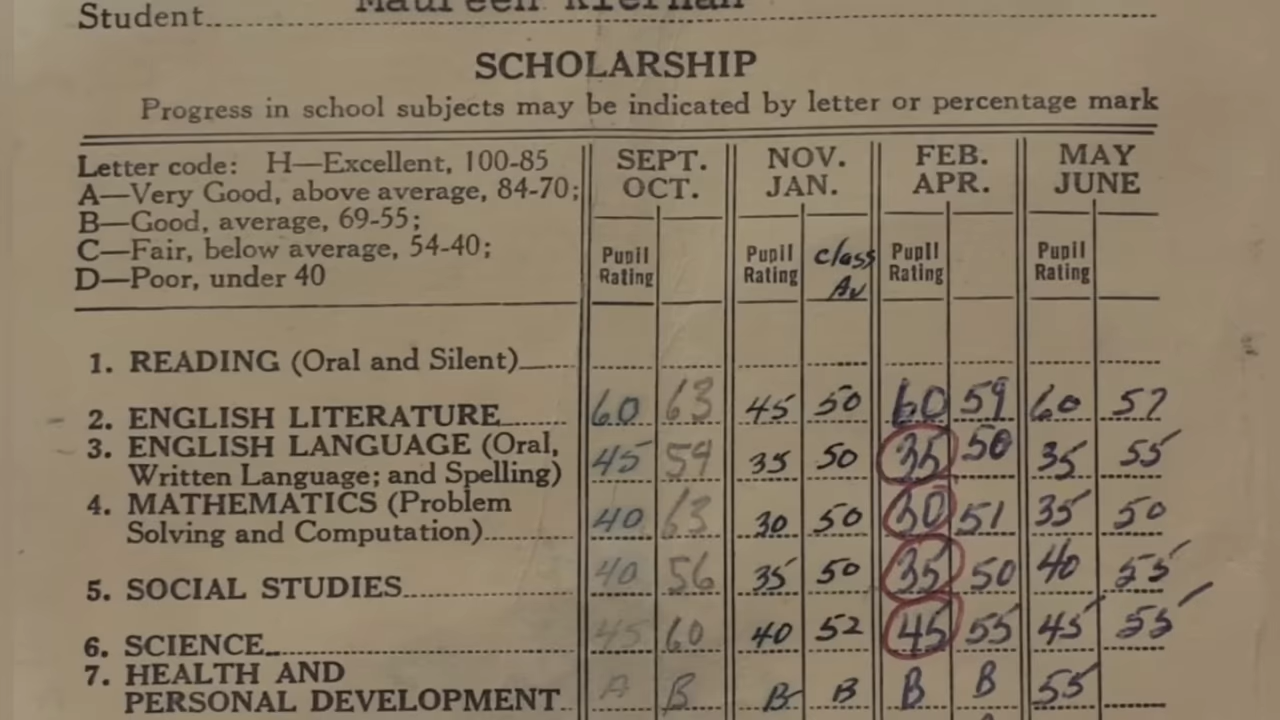 Student Maureen Kiernan
SCHOLARSHIP
Progress in school subjects may be indicated by letter or percentage mark
Letter code: H—Excellent, 100-85
A—Very Good, above average, 84-70;
B—Good, average, 69-55;
C—Fair, below average, 54-40;
D—Poor, under 40
SEPT. OCT. NOV. JAN. FEB. APR. MAY JUNE
Pupil Rating Pupil Rating class Av Pupil Rating Pupil Rating
1. READING (Oral and Silent)
2. ENGLISH LITERATURE 60 63 45 50 60 59 60 57
3. ENGLISH LANGUAGE (Oral,
Written Language; and Spelling) 45 59 35 50 35 50 35 55
4. MATHEMATICS (Problem
Solving and Computation) 40 63 30 50 51 35 50
5. SOCIAL STUDIES 40 56 35 50 35 50 40 55
6. SCIENCE 45 60 40 52 45 55 45 55
7. HEALTH AND
PERSONAL DEVELOPMENT A B B B B B 55